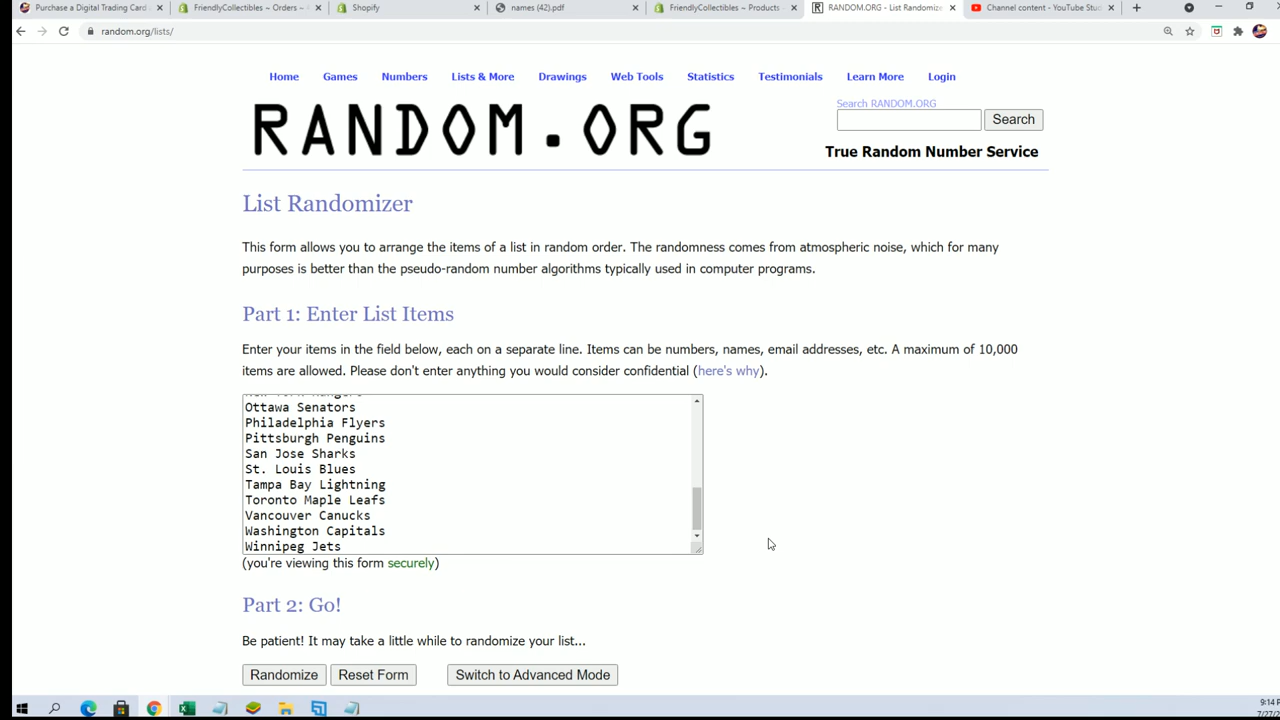 Purchase a Digital Trading Card
FriendlyCollectibles ~ Orders ~
Shopify
names (42).pdf
FriendlyCollectibles ~ Products
RANDOM.ORG - List Randomize
Channel content - YouTube Stu
random.org/lists/
Home Games Numbers Lists & More Drawings Web Tools Statistics Testimonials Learn More Login
RANDOM.ORG
Search RANDOM.ORG
Search
True Random Number Service
List Randomizer
This form allows you to arrange the items of a list in random order. The randomness comes from atmospheric noise, which for many
purposes is better than the pseudo-random number algorithms typically used in computer programs.
Part 1: Enter List Items
Enter your items in the field below, each on a separate line. Items can be numbers, names, email addresses, etc. A maximum of 10,000
items are allowed. Please don't enter anything you would consider confidential (here's why).
Ottawa Senators
Philadelphia Flyers
Pittsburgh Penguins
San Jose Sharks
St. Louis Blues
Tampa Bay Lightning
Toronto Maple Leafs
Vancouver Canucks
Washington Capitals
Winnipeg Jets
(you're viewing this form securely)
Part 2: Go!
Be patient! It may take a little while to randomize your list...
Randomize Reset Form Switch to Advanced Mode
9:14 P
7/27/2